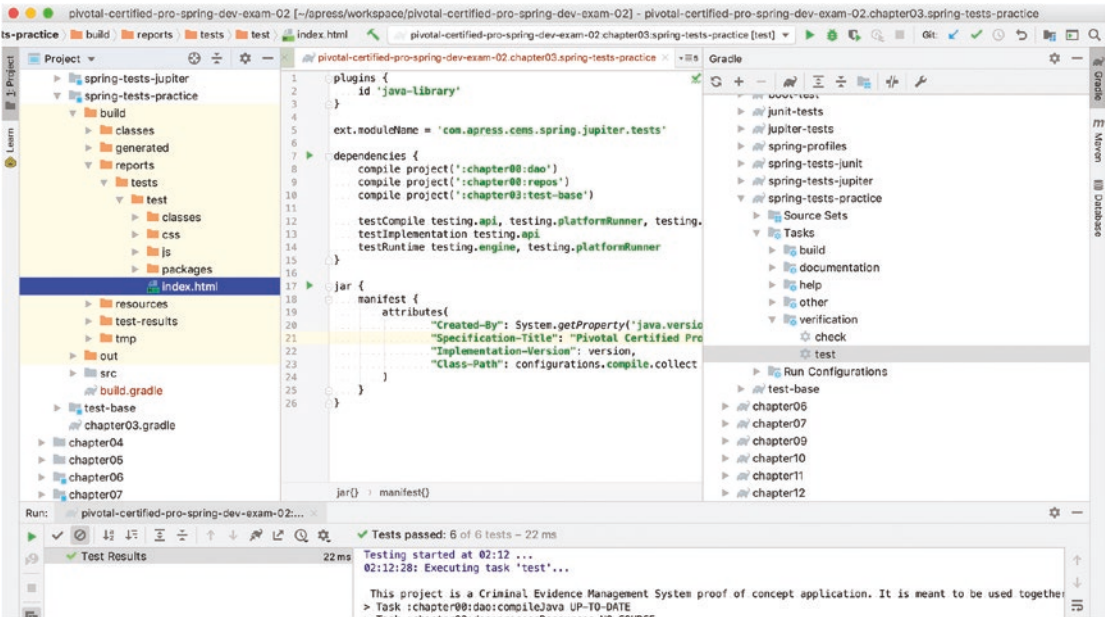 pivotal-certified-pro-spring-dev-exam-02 [~/apress/workspace/pivotal-certified-pro-spring-dev-exam-02] - pivotal-certified-pro-spring-dev-exam-02.chapter03.spring-tests-practice
ts-practice build reports tests test index.html
pivotal-certified-pro-spring-dev-exam-02:chapter03:spring-tests-practice [test]
Git:
1: Project
Learn
Project
spring-tests-jupiter
spring-tests-practice
build
classes
generated
reports
tests
test
classes
css
js
packages
index.html
resources
test-results
tmp
out
src
build.gradle
test-base
chapter03.gradle
chapter04
chapter05
chapter06
chapter07
pivotal-certified-pro-spring-dev-exam-02.chapter03.spring-tests-practice
1 plugins {
2 id 'java-library'
3 }
4
5 ext.moduleName = 'com.apress.cems.spring.jupiter.tests'
6
7 dependencies {
8 compile project(':chapter00:dao')
9 compile project(':chapter00:repos')
10 compile project(':chapter03:test-base')
11
12 testCompile testing.api, testing.platformRunner, testing.
13 testImplementation testing.api
14 testRuntime testing.engine, testing.platformRunner
15 }
16
17 jar {
18 manifest {
19 attributes(
20 "Created-By": System.getProperty('java.versio
21 "Specification-Title": "Pivotal Certified Pro
22 "Implementation-Version": version,
23 "Class-Path": configurations.compile.collect
24 )
25 }
26 }
jar{} › manifest{}
Gradle
junit-tests
jupiter-tests
spring-profiles
spring-tests-junit
spring-tests-jupiter
spring-tests-practice
Source Sets
Tasks
build
documentation
help
other
verification
check
test
Run Configurations
test-base
chapter06
chapter07
chapter09
chapter10
chapter11
chapter12
Gradle
Maven
Database
Run: pivotal-certified-pro-spring-dev-exam-02:...
Tests passed: 6 of 6 tests – 22 ms
Test Results 22 ms
Testing started at 02:12 ...
02:12:28: Executing task 'test'...
This project is a Criminal Evidence Management System proof of concept application. It is meant to be used together
> Task :chapter00:dao:compileJava UP-TO-DATE